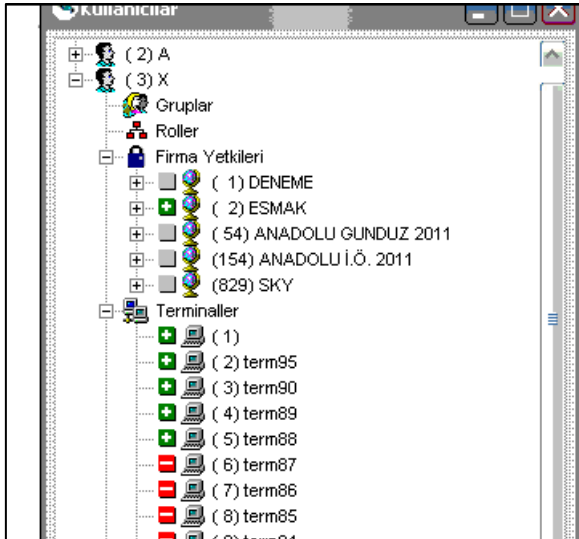 Kullanıcılar
( 2) A
( 3) X
Gruplar
Roller
Firma Yetkileri
( 1) DENEME
( 2) ESMAK
( 54) ANADOLU GUNDUZ 2011
(154) ANADOLU İ.Ö. 2011
(829) SKY
Terminaller
( 1)
( 2) term95
( 3) term90
( 4) term89
( 5) term88
( 6) term87
( 7) term86
( 8) term85